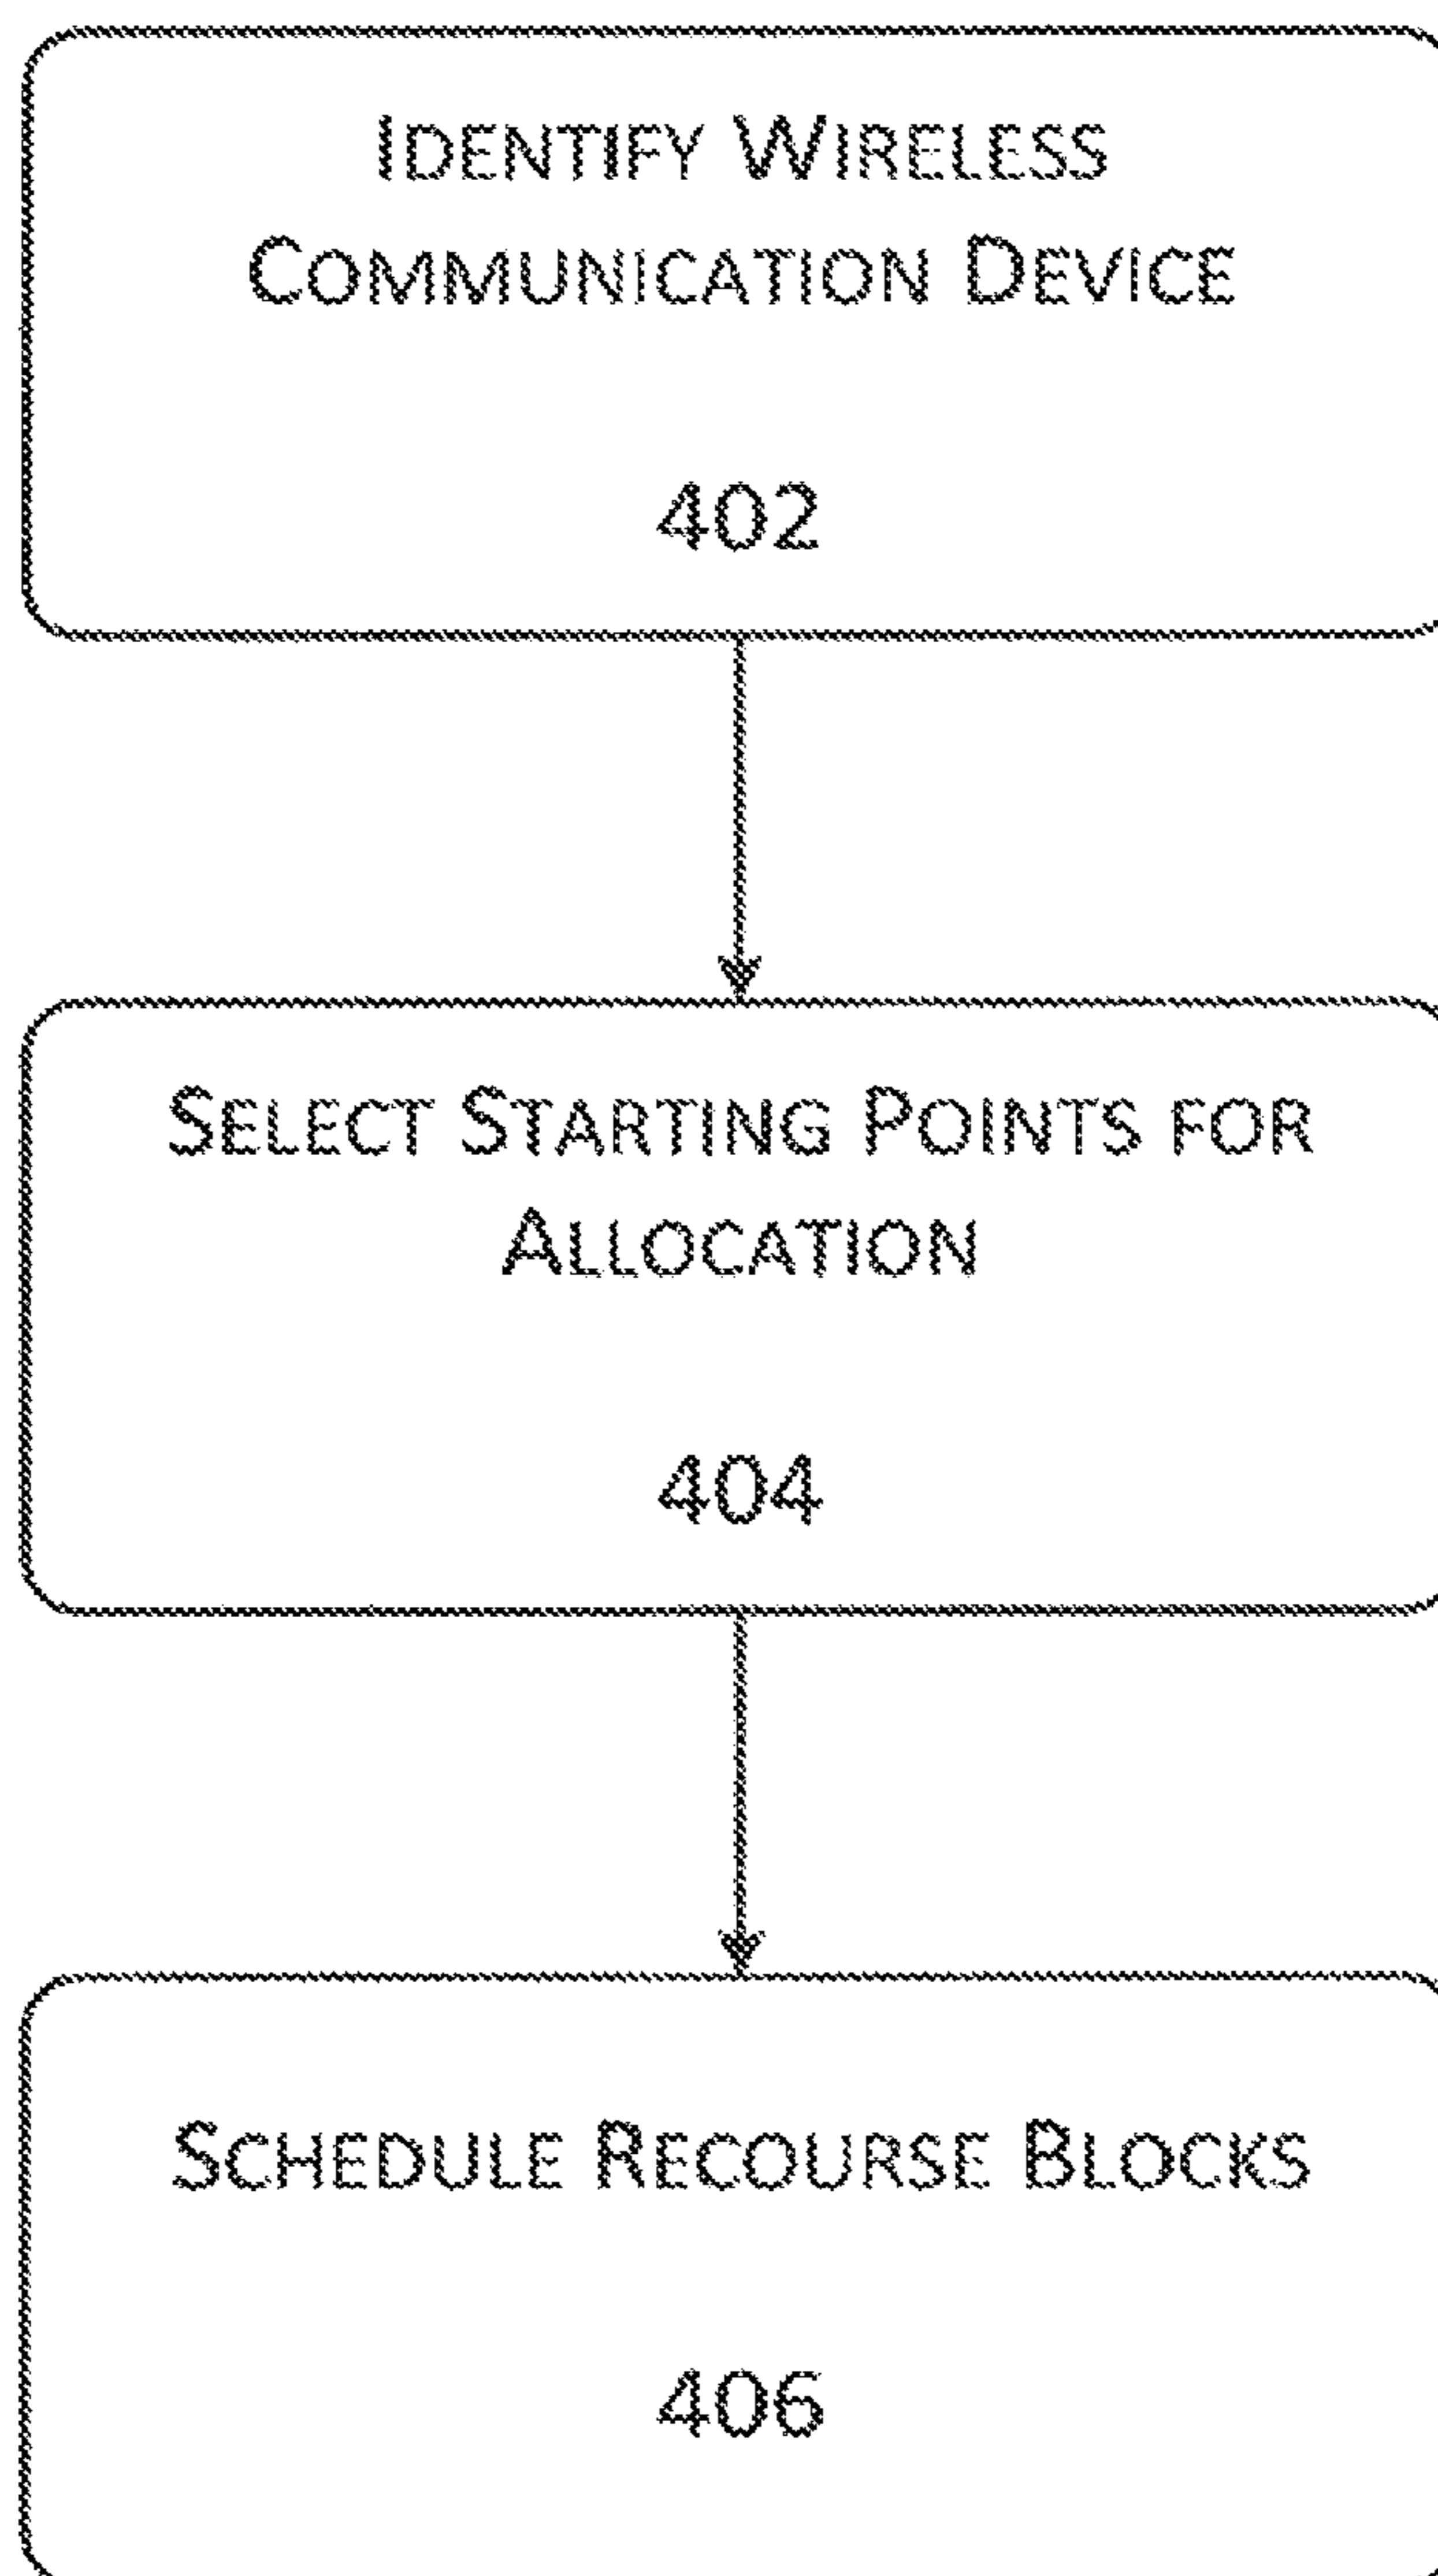 IDENTIFY WIRELESS
COMMUNICATION DEVICE
402
SELECT STARTING POINTS FOR
ALLOCATION
404
SCHEDULE RECOURSE BLOCKS
406